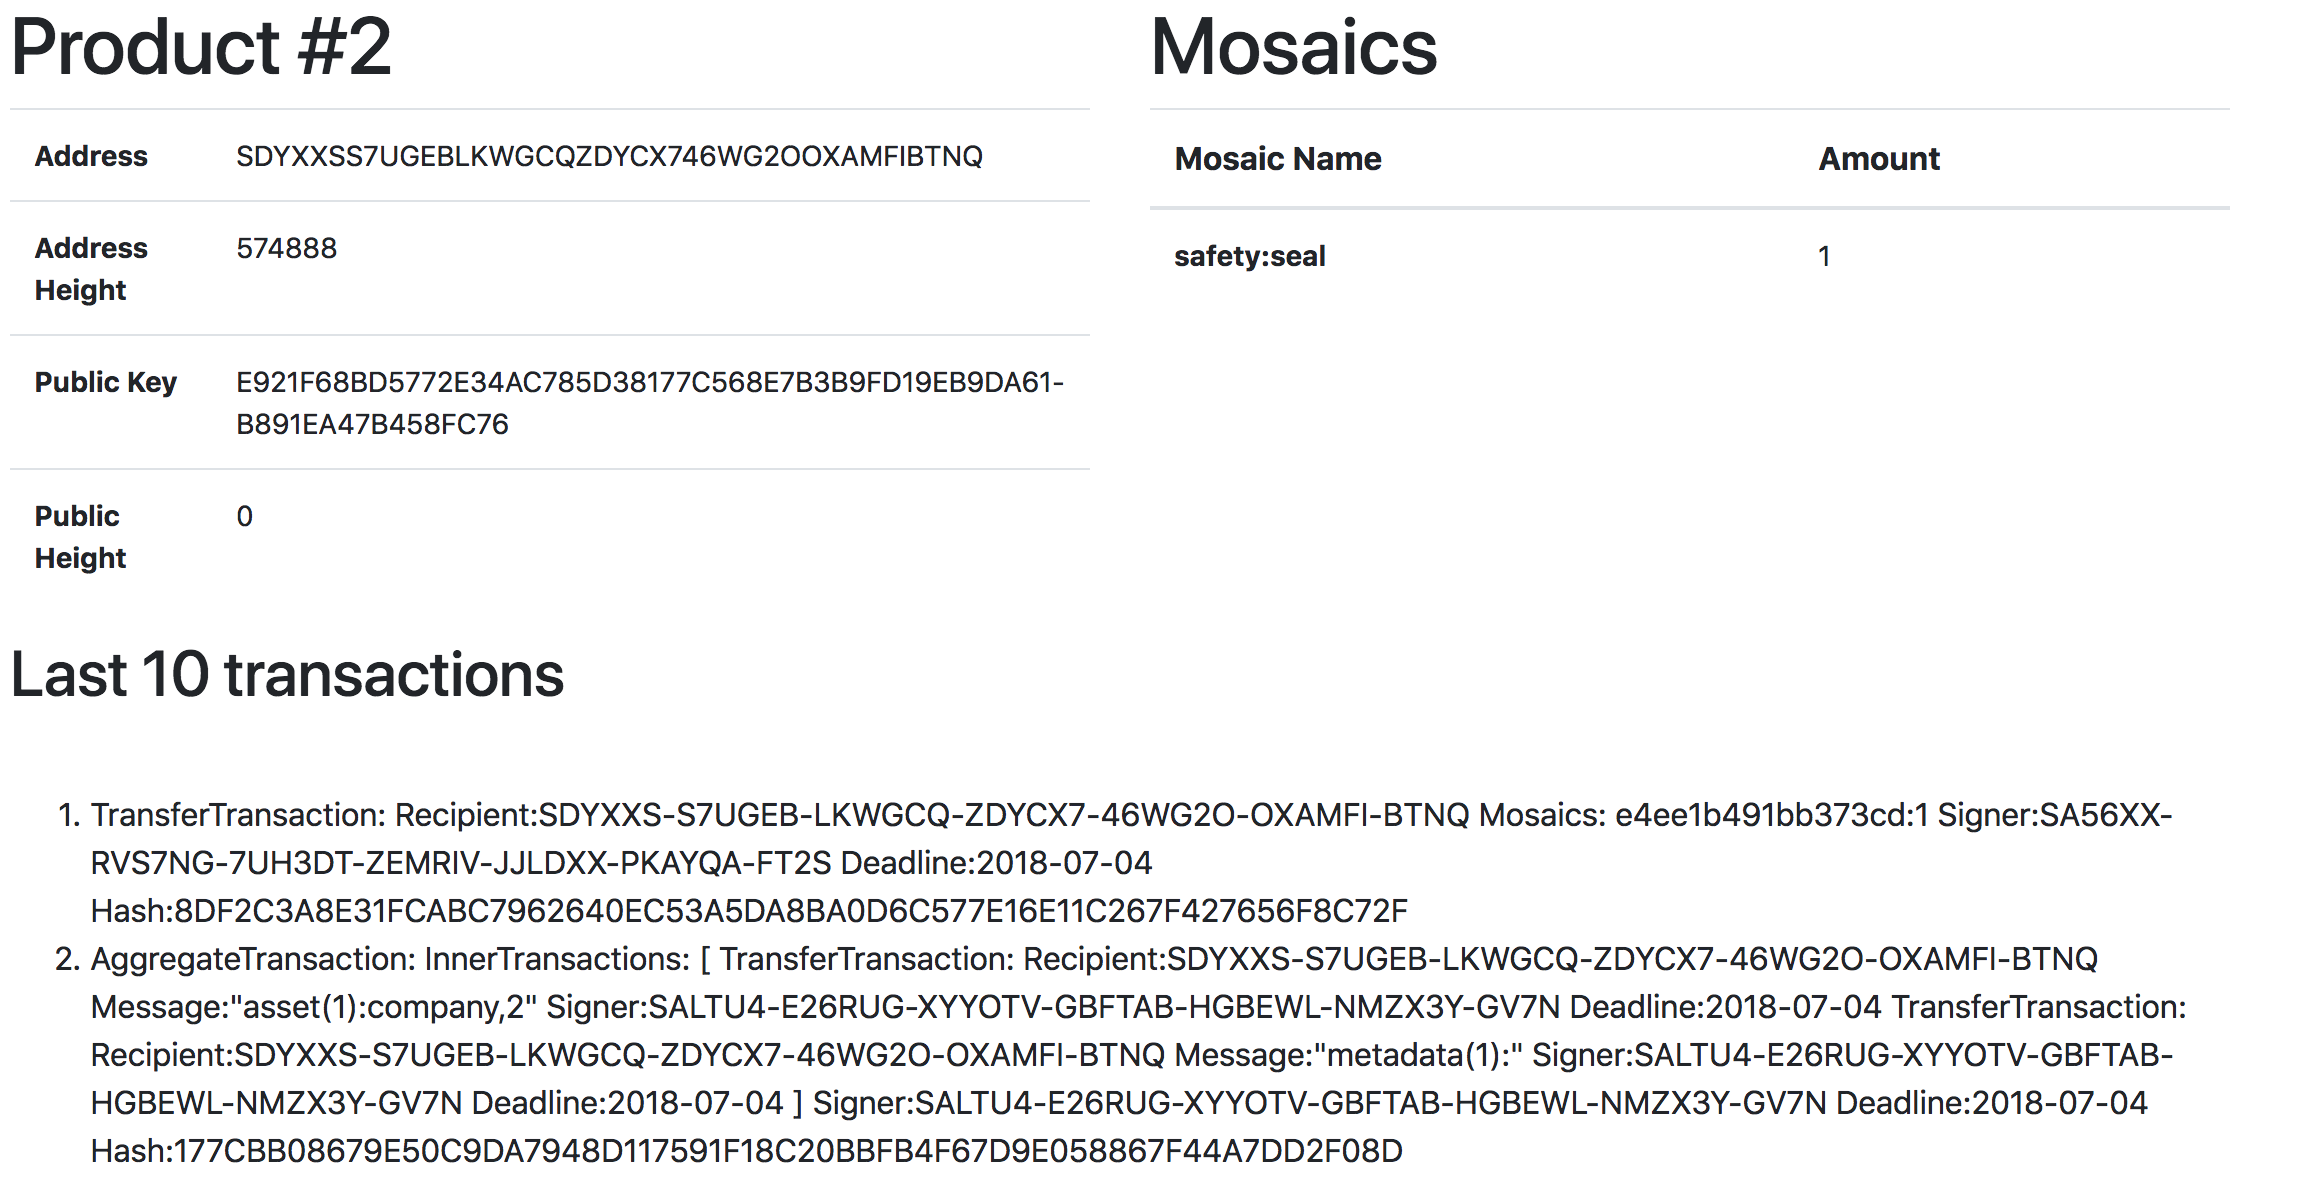 Product #2
Address SDYXXSS7UGEBLKWGCQZDYCX746WG2OOXAMFIBTNQ
Address
Height
574888
Public Key E921F68BD5772E34AC785D38177C568E7B3B9FD19EB9DA61-
B891EA47B458FC76
Public
Height
0
Mosaics
Mosaic Name Amount
safety:seal 1
Last 10 transactions
1. TransferTransaction: Recipient:SDYXXS-S7UGEB-LKWGCQ-ZDYCX7-46WG2O-OXAMFI-BTNQ Mosaics: e4ee1b491bb373cd:1 Signer:SA56XX-
RVS7NG-7UH3DT-ZEMRIV-JJLDXX-PKAYQA-FT2S Deadline:2018-07-04
Hash:8DF2C3A8E31FCABC7962640EC53A5DA8BA0D6C577E16E11C267F427656F8C72F
2. AggregateTransaction: InnerTransactions: [ TransferTransaction: Recipient:SDYXXS-S7UGEB-LKWGCQ-ZDYCX7-46WG2O-OXAMFI-BTNQ
Message:"asset(1):company,2" Signer:SALTU4-E26RUG-XYYOTV-GBFTAB-HGBEWL-NMZX3Y-GV7N Deadline:2018-07-04 TransferTransaction:
Recipient:SDYXXS-S7UGEB-LKWGCQ-ZDYCX7-46WG2O-OXAMFI-BTNQ Message:"metadata(1):" Signer:SALTU4-E26RUG-XYYOTV-GBFTAB-
HGBEWL-NMZX3Y-GV7N Deadline:2018-07-04 ] Signer:SALTU4-E26RUG-XYYOTV-GBFTAB-HGBEWL-NMZX3Y-GV7N Deadline:2018-07-04
Hash:177CBB08679E50C9DA7948D117591F18C20BBFB4F67D9E058867F44A7DD2F08D